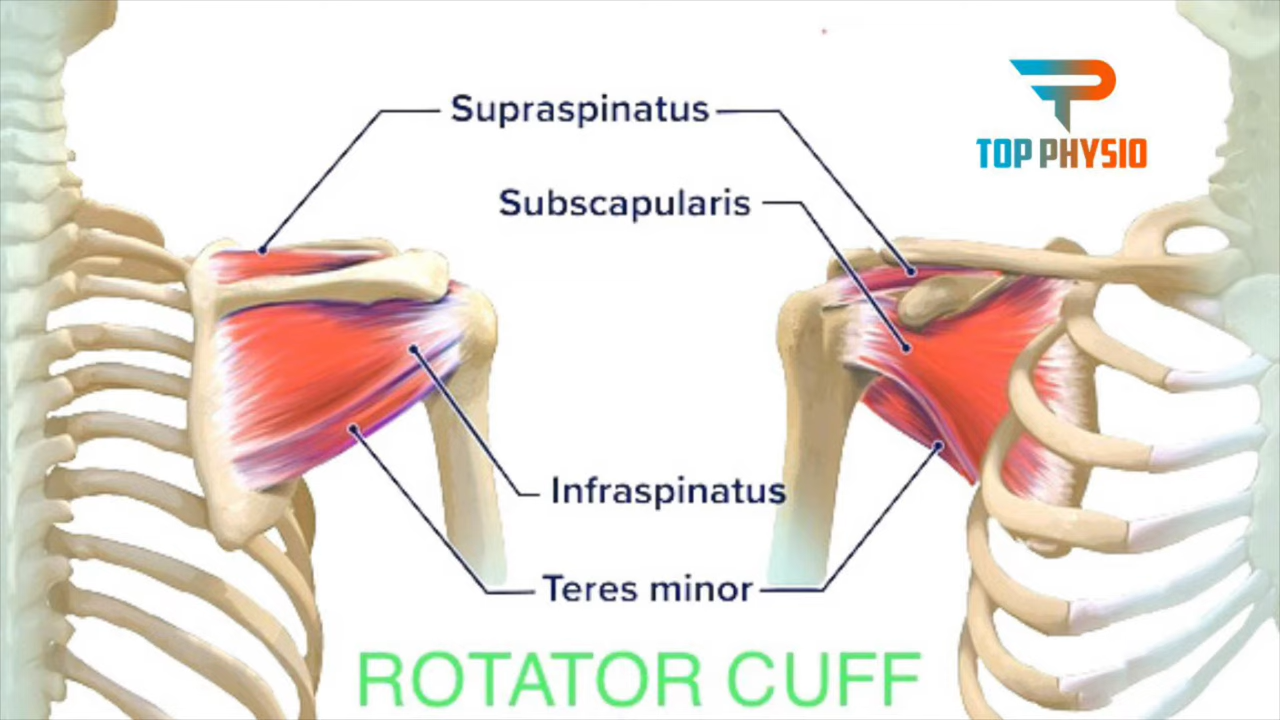 Supraspinatus
TOP PHYSIO
Subscapularis
Infraspinatus
Teres minor
ROTATOR CUFF